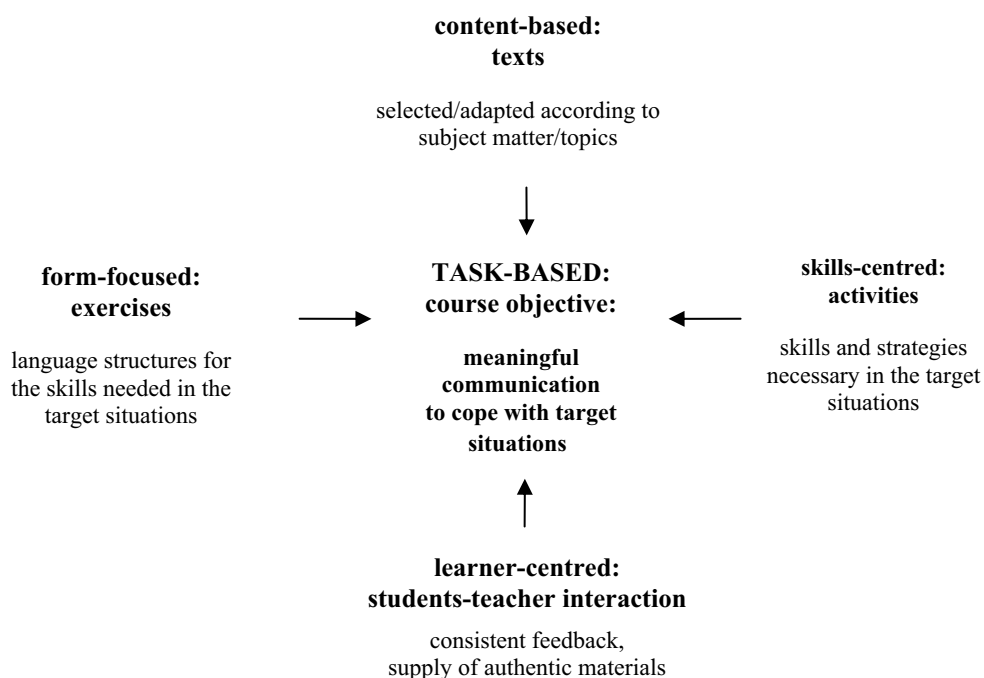 content-based:
texts
selected/adapted according to
subject matter/topics
form-focused:
exercises
language structures for
the skills needed in the
target situations
TASK-BASED:
course objective:
meaningful
communication
to cope with target
situations
skills-centred:
activities
skills and strategies
necessary in the target
situations
learner-centred:
students-teacher interaction
consistent feedback,
supply of authentic materials